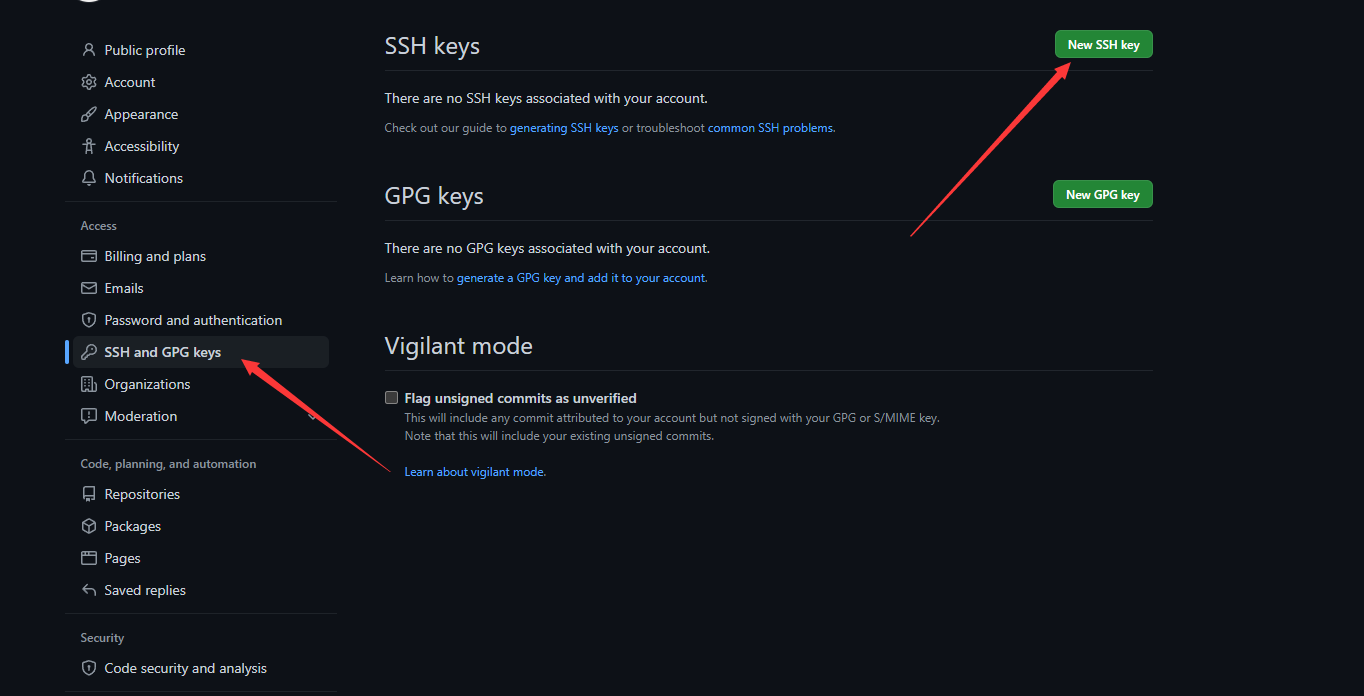 Public profile
Account
Appearance
Accessibility
Notifications
Access
Billing and plans
Emails
Password and authentication
SSH and GPG keys
Organizations
Moderation
Code, planning, and automation
Repositories
Packages
Pages
Saved replies
Security
Code security and analysis
SSH keys
New SSH key
There are no SSH keys associated with your account.
Check out our guide to generating SSH keys or troubleshoot common SSH problems.
GPG keys
New GPG key
There are no GPG keys associated with your account.
Learn how to generate a GPG key and add it to your account.
Vigilant mode
Flag unsigned commits as unverified
This will include any commit attributed to your account but not signed with your GPG or S/MIME key.
Note that this will include your existing unsigned commits.
Learn about vigilant mode.